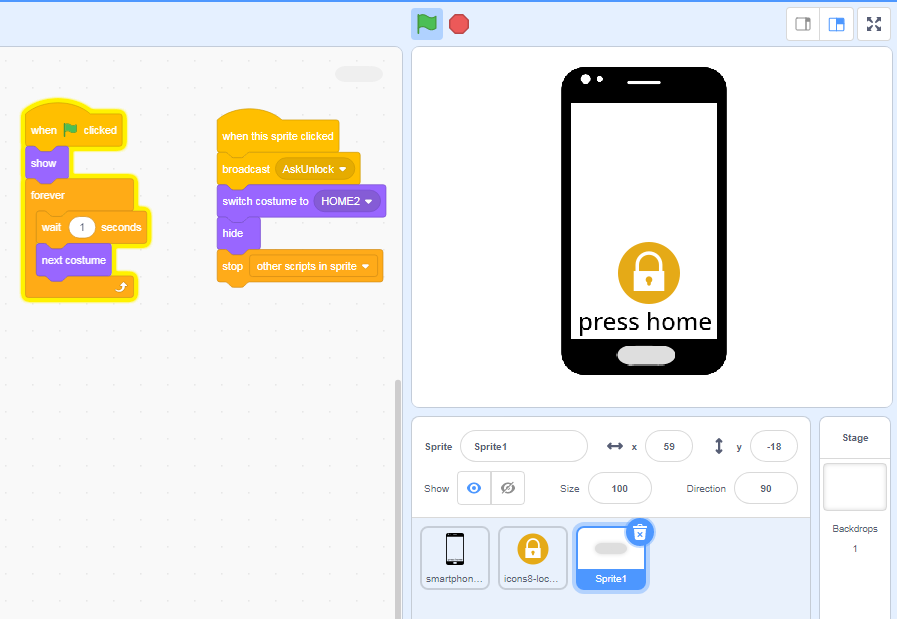 when clicked
show
forever
wait 1 seconds
next costume
when this sprite clicked
broadcast AskUnlock
switch costume to HOME2
hide
stop other scripts in sprite
press home
Sprite Sprite1 x 59 y -18
Show Size 100 Direction 90
smartphon...
icons8-loc...
Sprite1
Stage
Backdrops
1